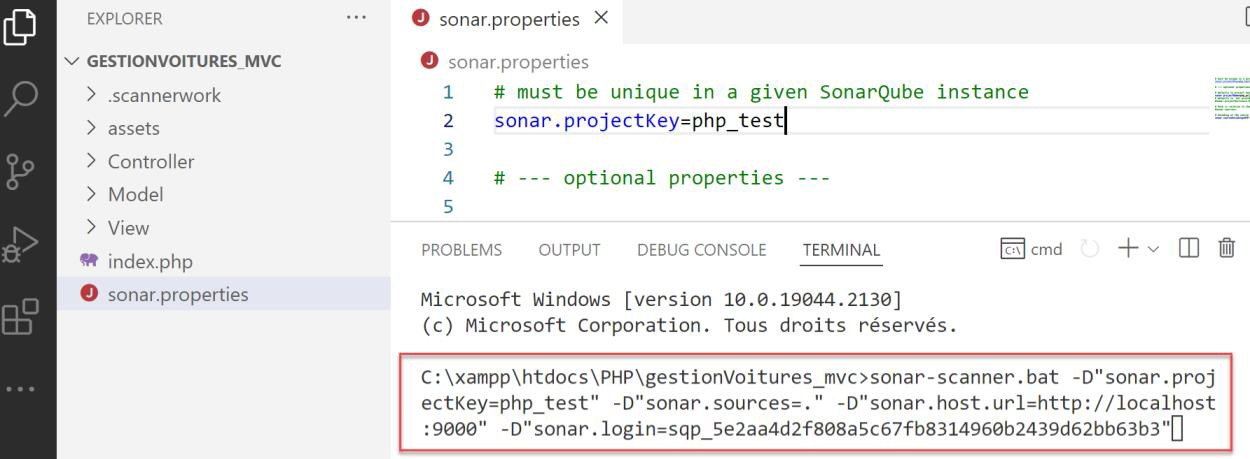 EXPLORER
GESTIONVOITURES_MVC
.scannerwork
assets
Controller
Model
View
index.php
sonar.properties
sonar.properties
sonar.properties
1 # must be unique in a given SonarQube instance
2 sonar.projectKey=php_test
3
4 # --- optional properties ---
5
PROBLEMS OUTPUT DEBUG CONSOLE TERMINAL cmd
Microsoft Windows [version 10.0.19044.2130]
(c) Microsoft Corporation. Tous droits réservés.
C:\xampp\htdocs\PHP\gestionVoitures_mvc>sonar-scanner.bat -D"sonar.proj
ectKey=php_test" -D"sonar.sources=." -D"sonar.host.url=http://localhost
:9000" -D"sonar.login=sqp_5e2aa4d2f808a5c67fb8314960b2439d62bb63b3"